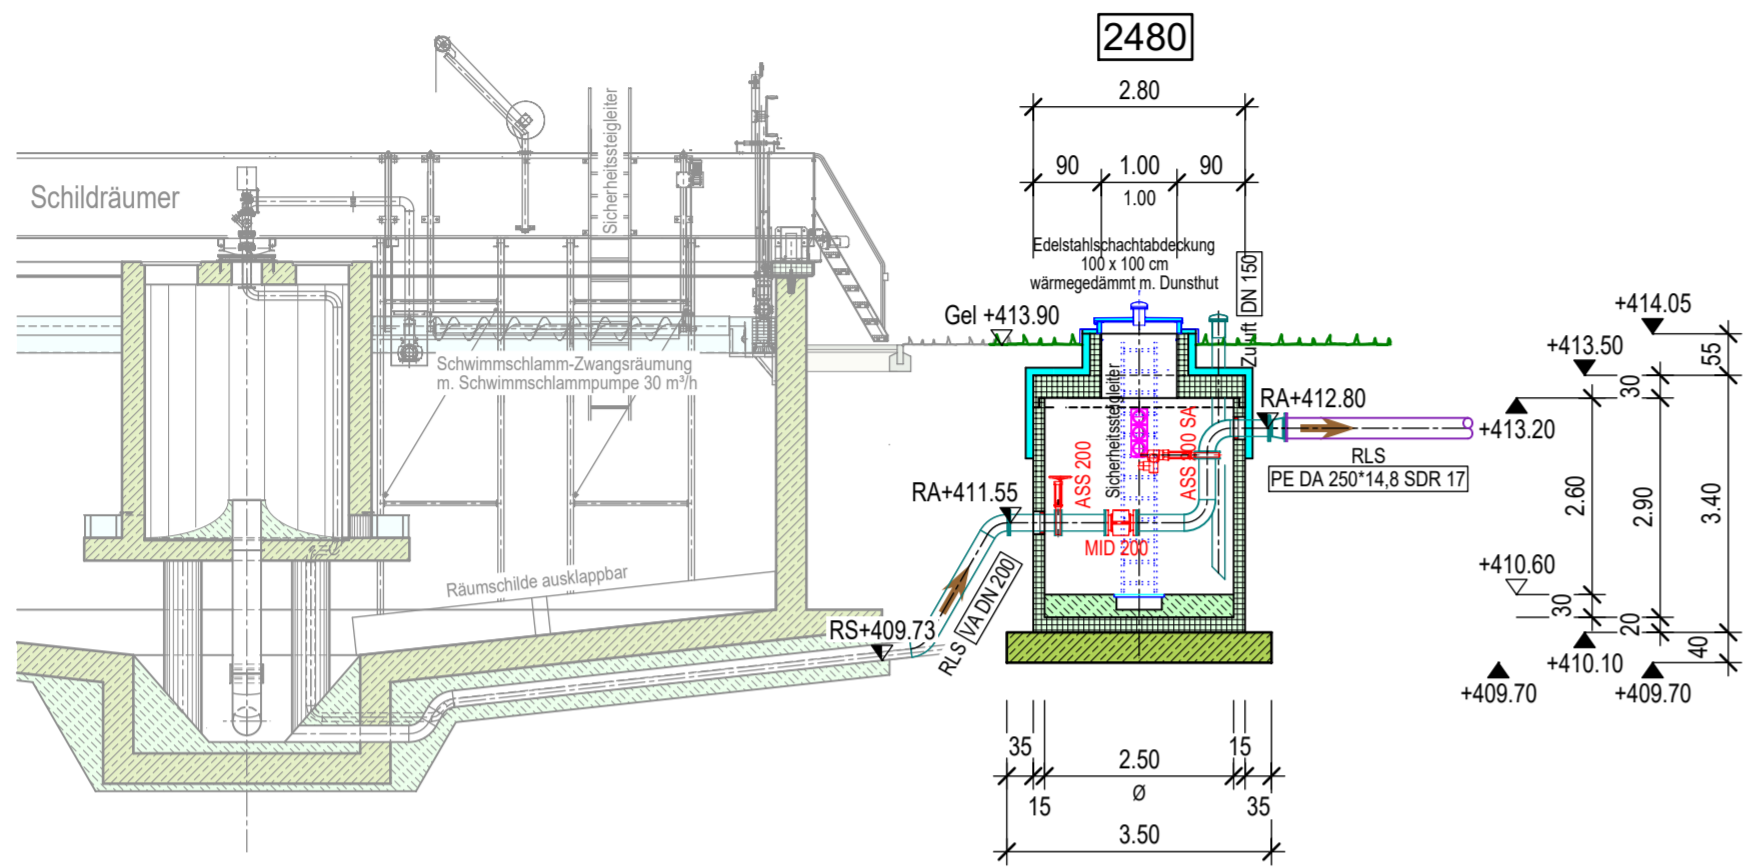 2480
2.80
90
1.00
90
1.00
Schildräumer
Sicherheitssteigleiter
Edelstahlschachtabdeckung
100 x 100 cm
wärmegedämmt m. Dunsthut
Zuluft DN 150
Gel +413.90
+414.05
+413.50
55
30
Schwimmschlamm-Zwangsräumung
m. Schwimmschlammpumpe 30 m³/h
RA+412.80
+413.20
RLS
PE DA 250*14,8 SDR 17
Sicherheitssteigleiter
ASS 200
ASS 200 SA
RA+411.55
MID 200
2.60
2.90
3.40
Räumschilde ausklappbar
+410.60
30
20
40
RS+409.73
RLS VA DN 200
+410.10
+409.70
+409.70
35
2.50
15
15
Ø
35
3.50